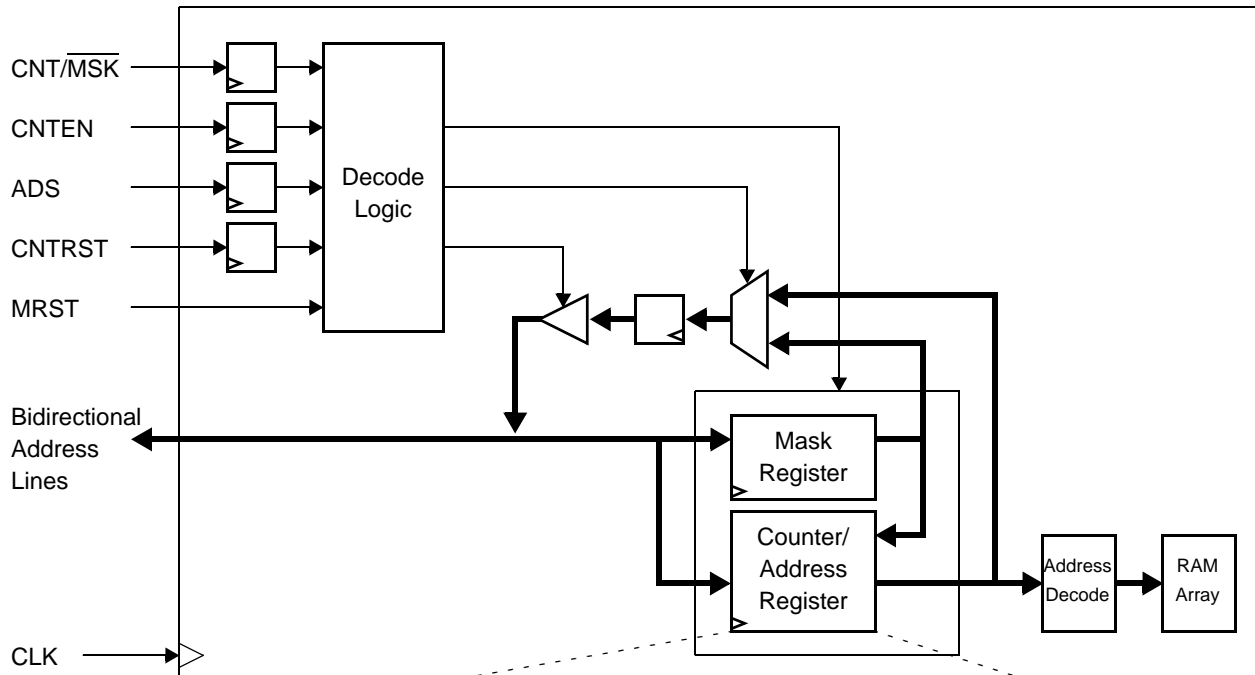 CNT/M̅S̅K̅
CNTEN
ADS
CNTRST
MRST
Decode
Logic
Bidirectional
Address
Lines
Mask
Register
Counter/
Address
Register
Address
Decode
RAM
Array
CLK